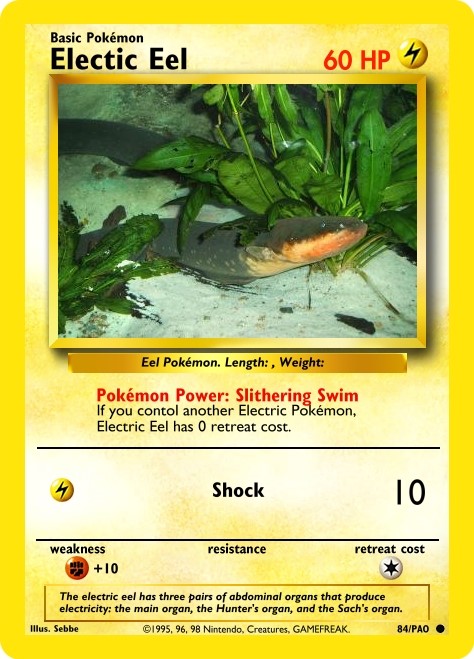 Basic Pokémon
Electic Eel
60 HP
Eel Pokémon. Length: , Weight:
Pokémon Power: Slithering Swim
If you contol another Electric Pokémon,
Electric Eel has 0 retreat cost.
Shock
10
weakness
resistance
retreat cost
+10
The electric eel has three pairs of abdominal organs that produce
electricity: the main organ, the Hunter's organ, and the Sach's organ.
Illus. Sebbe
©1995, 96, 98 Nintendo, Creatures, GAMEFREAK.
84/PAO